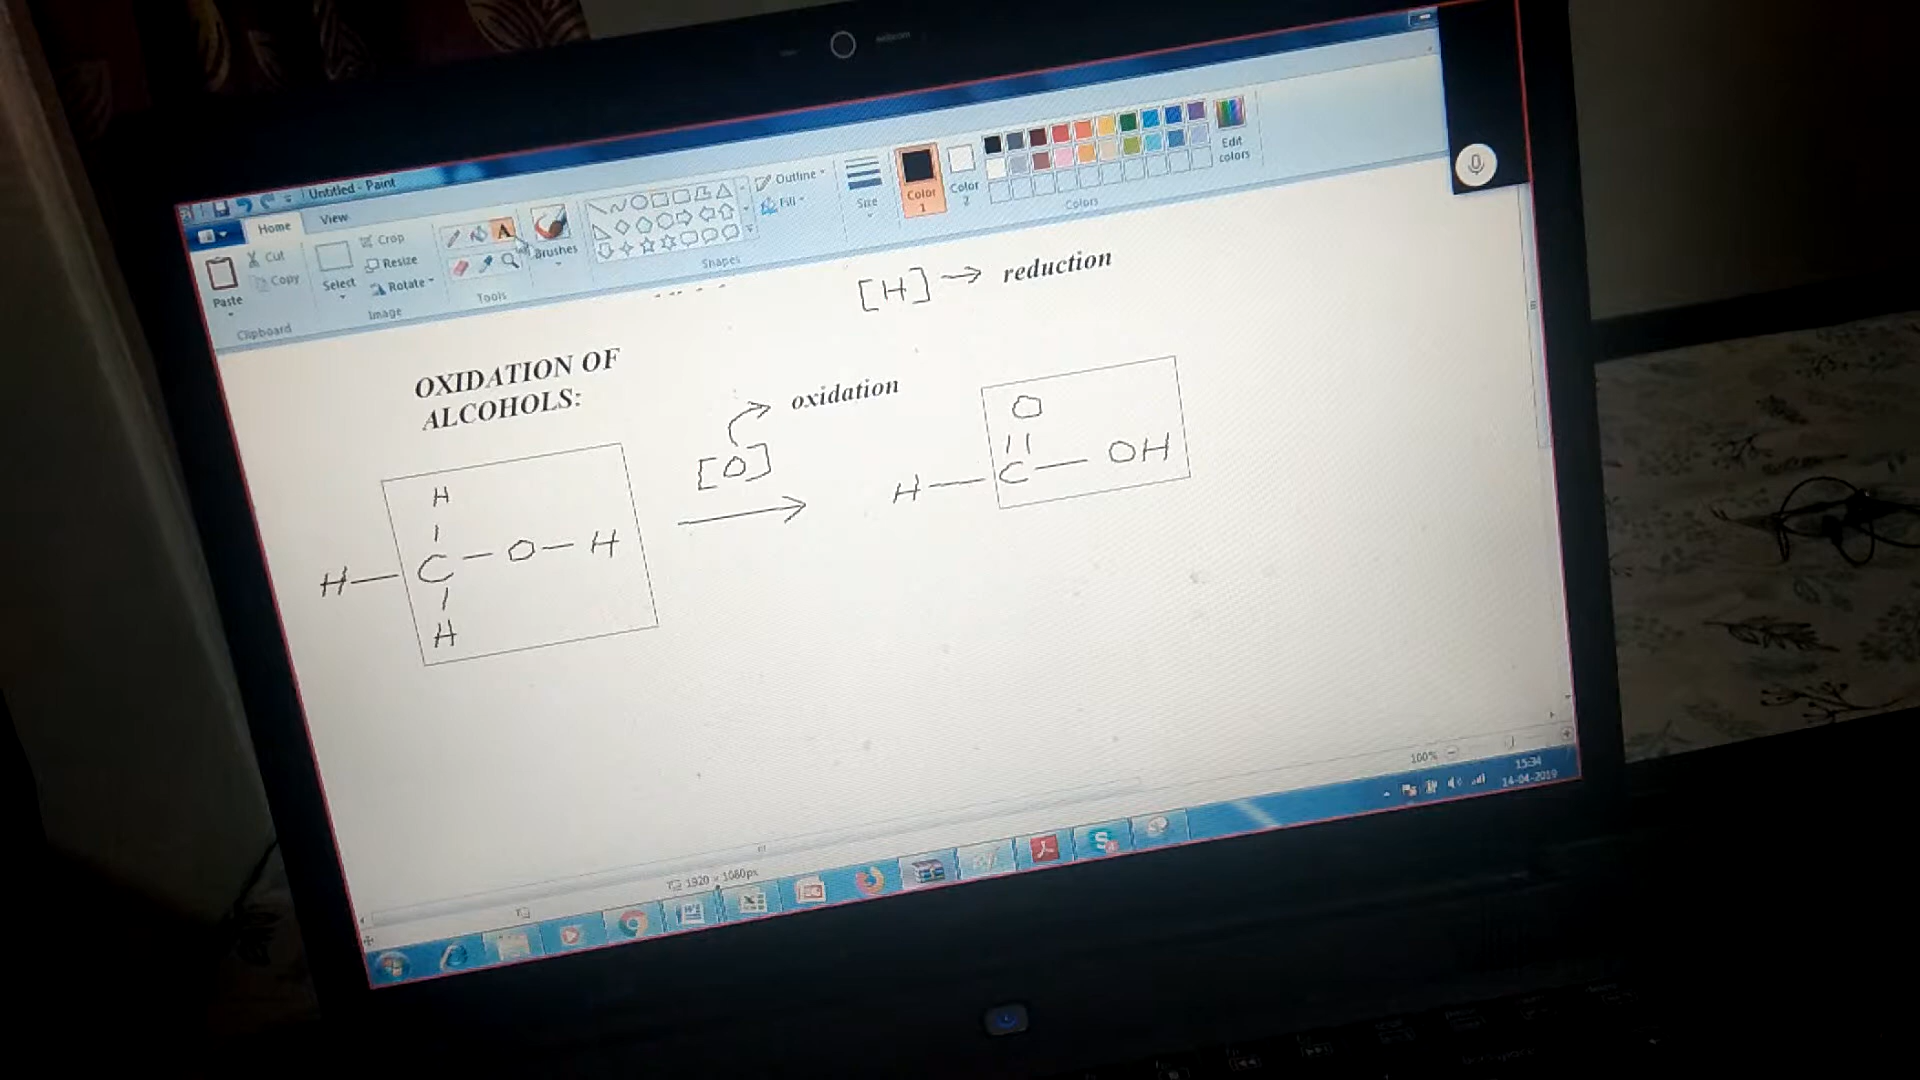 webcom
Untitled - Paint
Home View
Cut
Copy
Paste
Clipboard
Crop
Resize
Rotate
Select
Image
Tools
Brushes
Shapes
Outline
Fill
Size
Color 1
Color 2
Edit colors
Colors
[H] → reduction
OXIDATION OF
ALCOHOLS:
oxidation
[O]
H
H — C — O — H
H
O
H — C — OH
100%
1920 × 1080px
15:34
14-04-2019